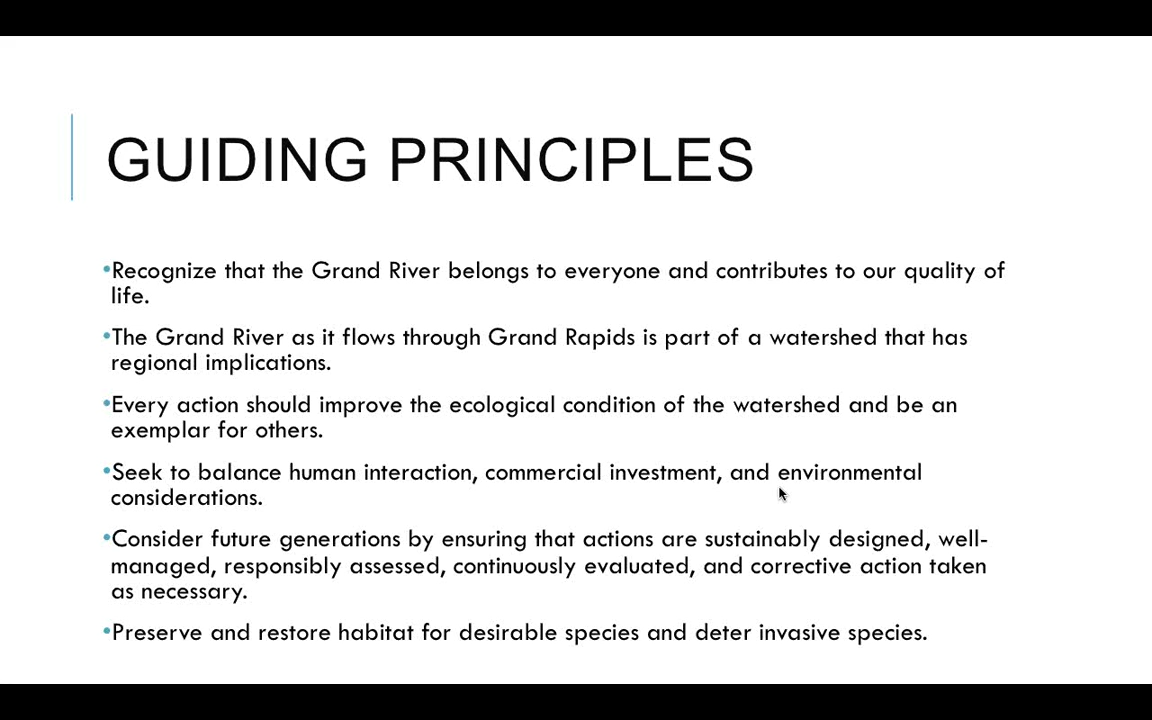 GUIDING PRINCIPLES
•Recognize that the Grand River belongs to everyone and contributes to our quality of
life.
•The Grand River as it flows through Grand Rapids is part of a watershed that has
regional implications.
•Every action should improve the ecological condition of the watershed and be an
exemplar for others.
•Seek to balance human interaction, commercial investment, and environmental
considerations.
•Consider future generations by ensuring that actions are sustainably designed, well-
managed, responsibly assessed, continuously evaluated, and corrective action taken
as necessary.
•Preserve and restore habitat for desirable species and deter invasive species.